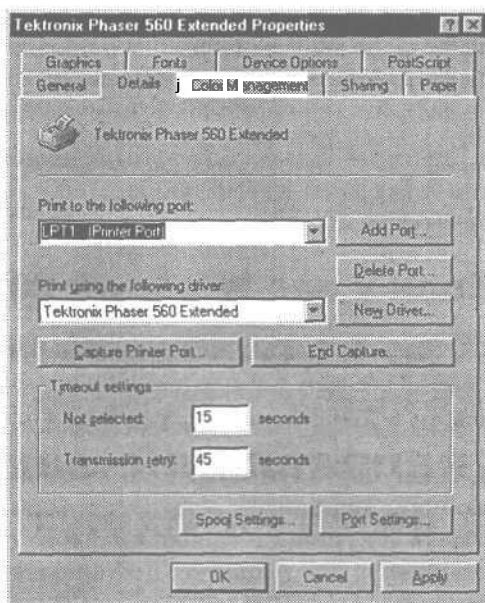 Tektronix Phaser 560 Extended Properties
Graphics Fonts Device Options PostScript
General Details Color Management Sharing Paper
Tektronix Phaser 560 Extended
Print to the following port:
LPT1: (Printer Port)
Add Port...
Delete Port...
Print using the following driver:
Tektronix Phaser 560 Extended
New Driver...
Capture Printer Port... End Capture...
Timeout settings
Not selected: 15 seconds
Transmission retry: 45 seconds
Spool Settings... Port Settings...
OK Cancel Apply